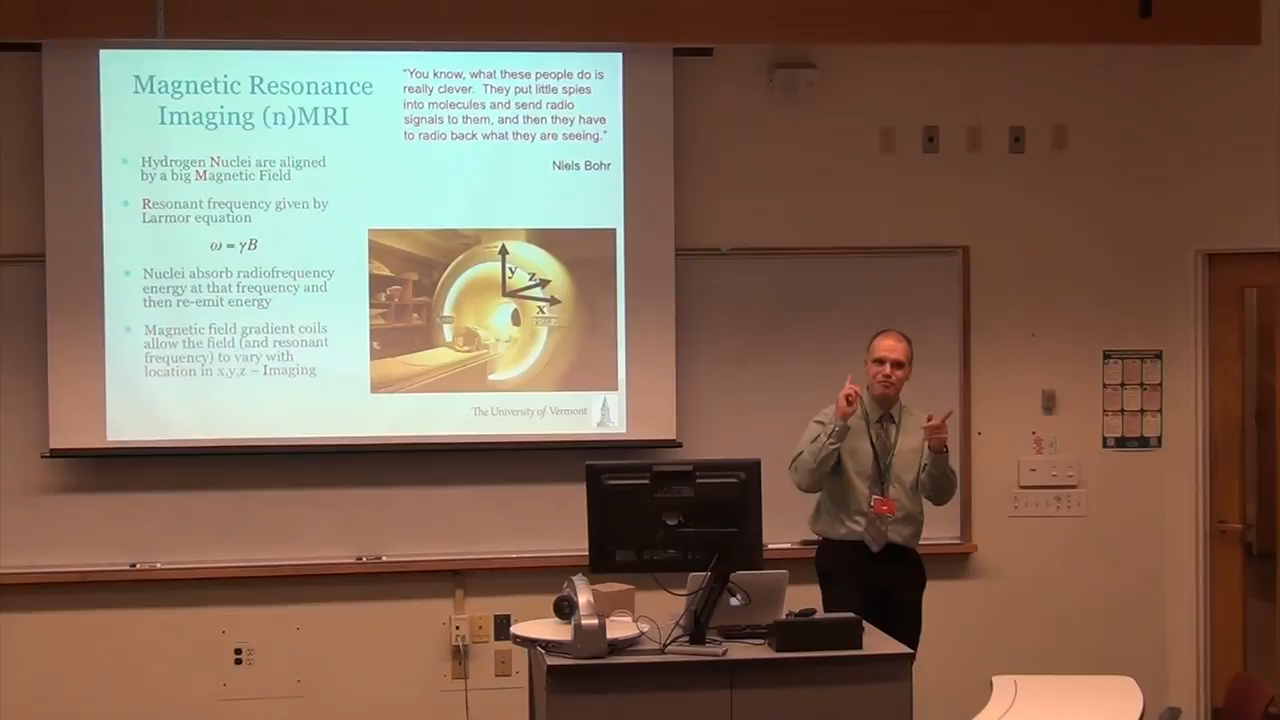 Magnetic Resonance
Imaging (n)MRI
Hydrogen Nuclei are aligned
by a big Magnetic Field
Resonant frequency given by
Larmor equation
ω = γB
Nuclei absorb radiofrequency
energy at that frequency and
then re-emit energy
Magnetic field gradient coils
allow the field (and resonant
frequency) to vary with
location in x,y,z – Imaging
"You know, what these people do is
really clever. They put little spies
into molecules and send radio
signals to them, and then they have
to radio back what they are seeing."
Niels Bohr
y
z
x
The University of Vermont